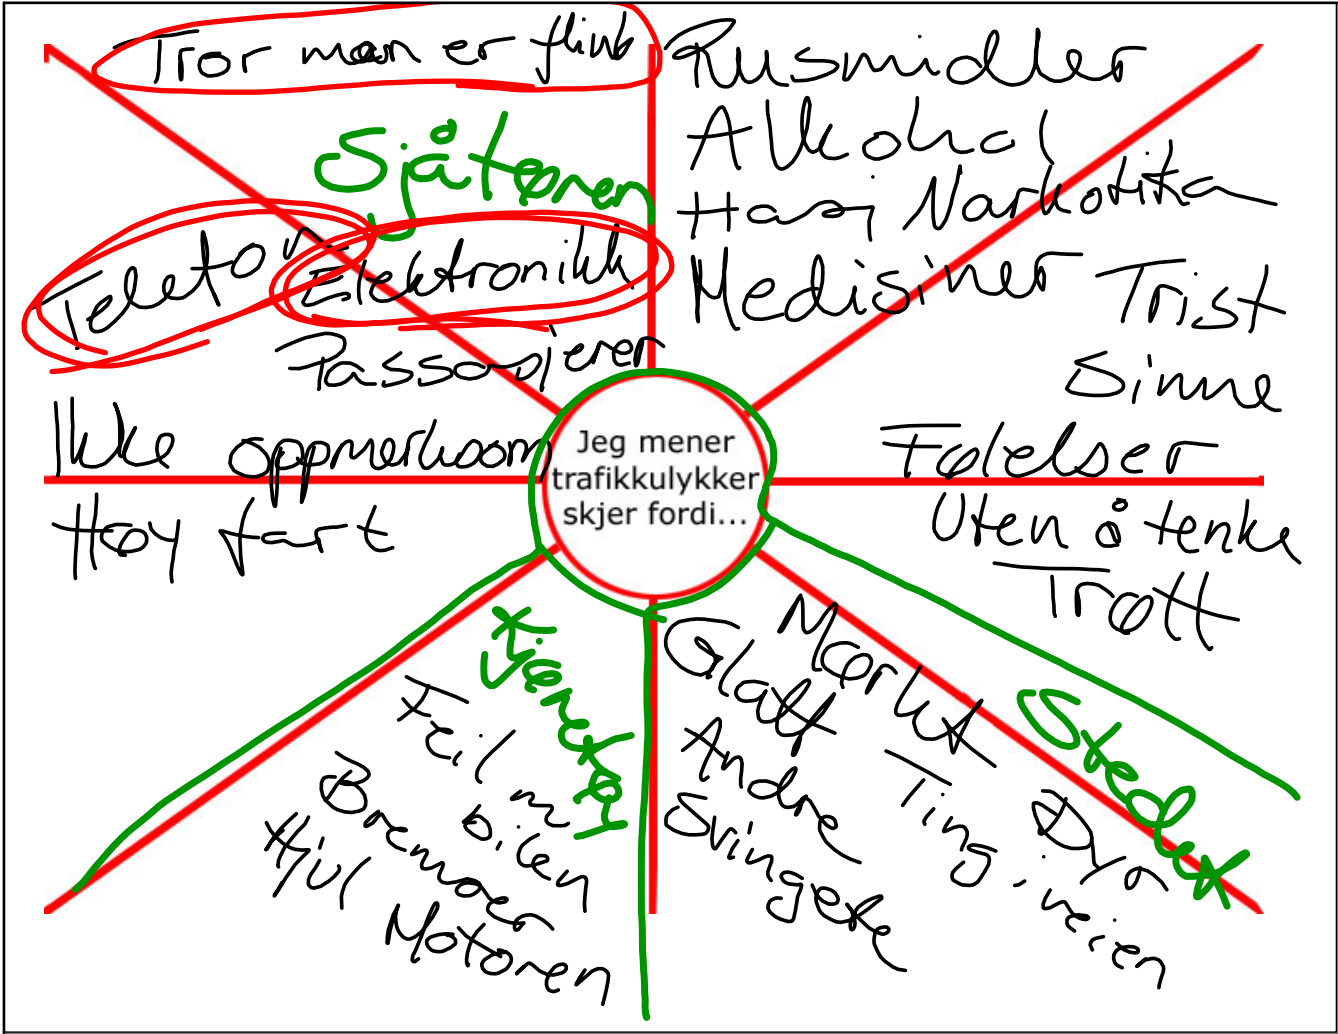 Tror man er flink
Sjåføren
Telefon
Elektronikk
Passasjerer
Ikke oppmerksom
Høy fart
Rusmidler
Alkohol
Hasj Narkotika
Medisiner
Trist
Sinne
Følelser
Uten å tenke
Trøtt
Jeg mener
trafikkulykker
skjer fordi...
Kjøretøy
Feil m
bilen
Bremser
Hjul Motoren
Mørkt
Glatt
Andre
Svingete
Stedet
Dyr
Ting i veien